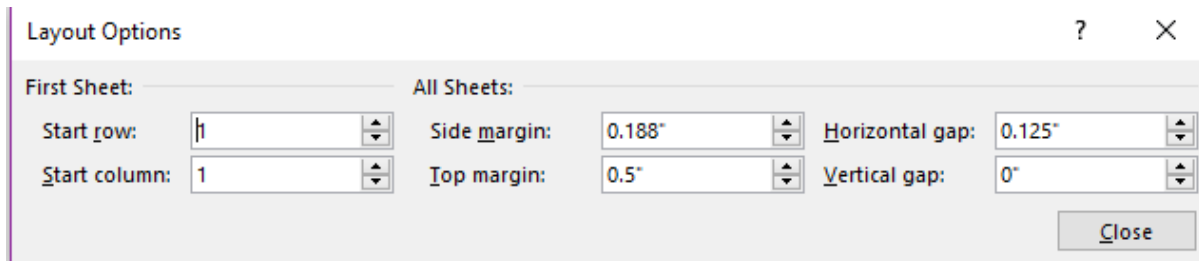 Layout Options ? ×
First Sheet: All Sheets:
Start row: 1 Side margin: 0.188" Horizontal gap: 0.125"
Start column: 1 Top margin: 0.5" Vertical gap: 0"
Close